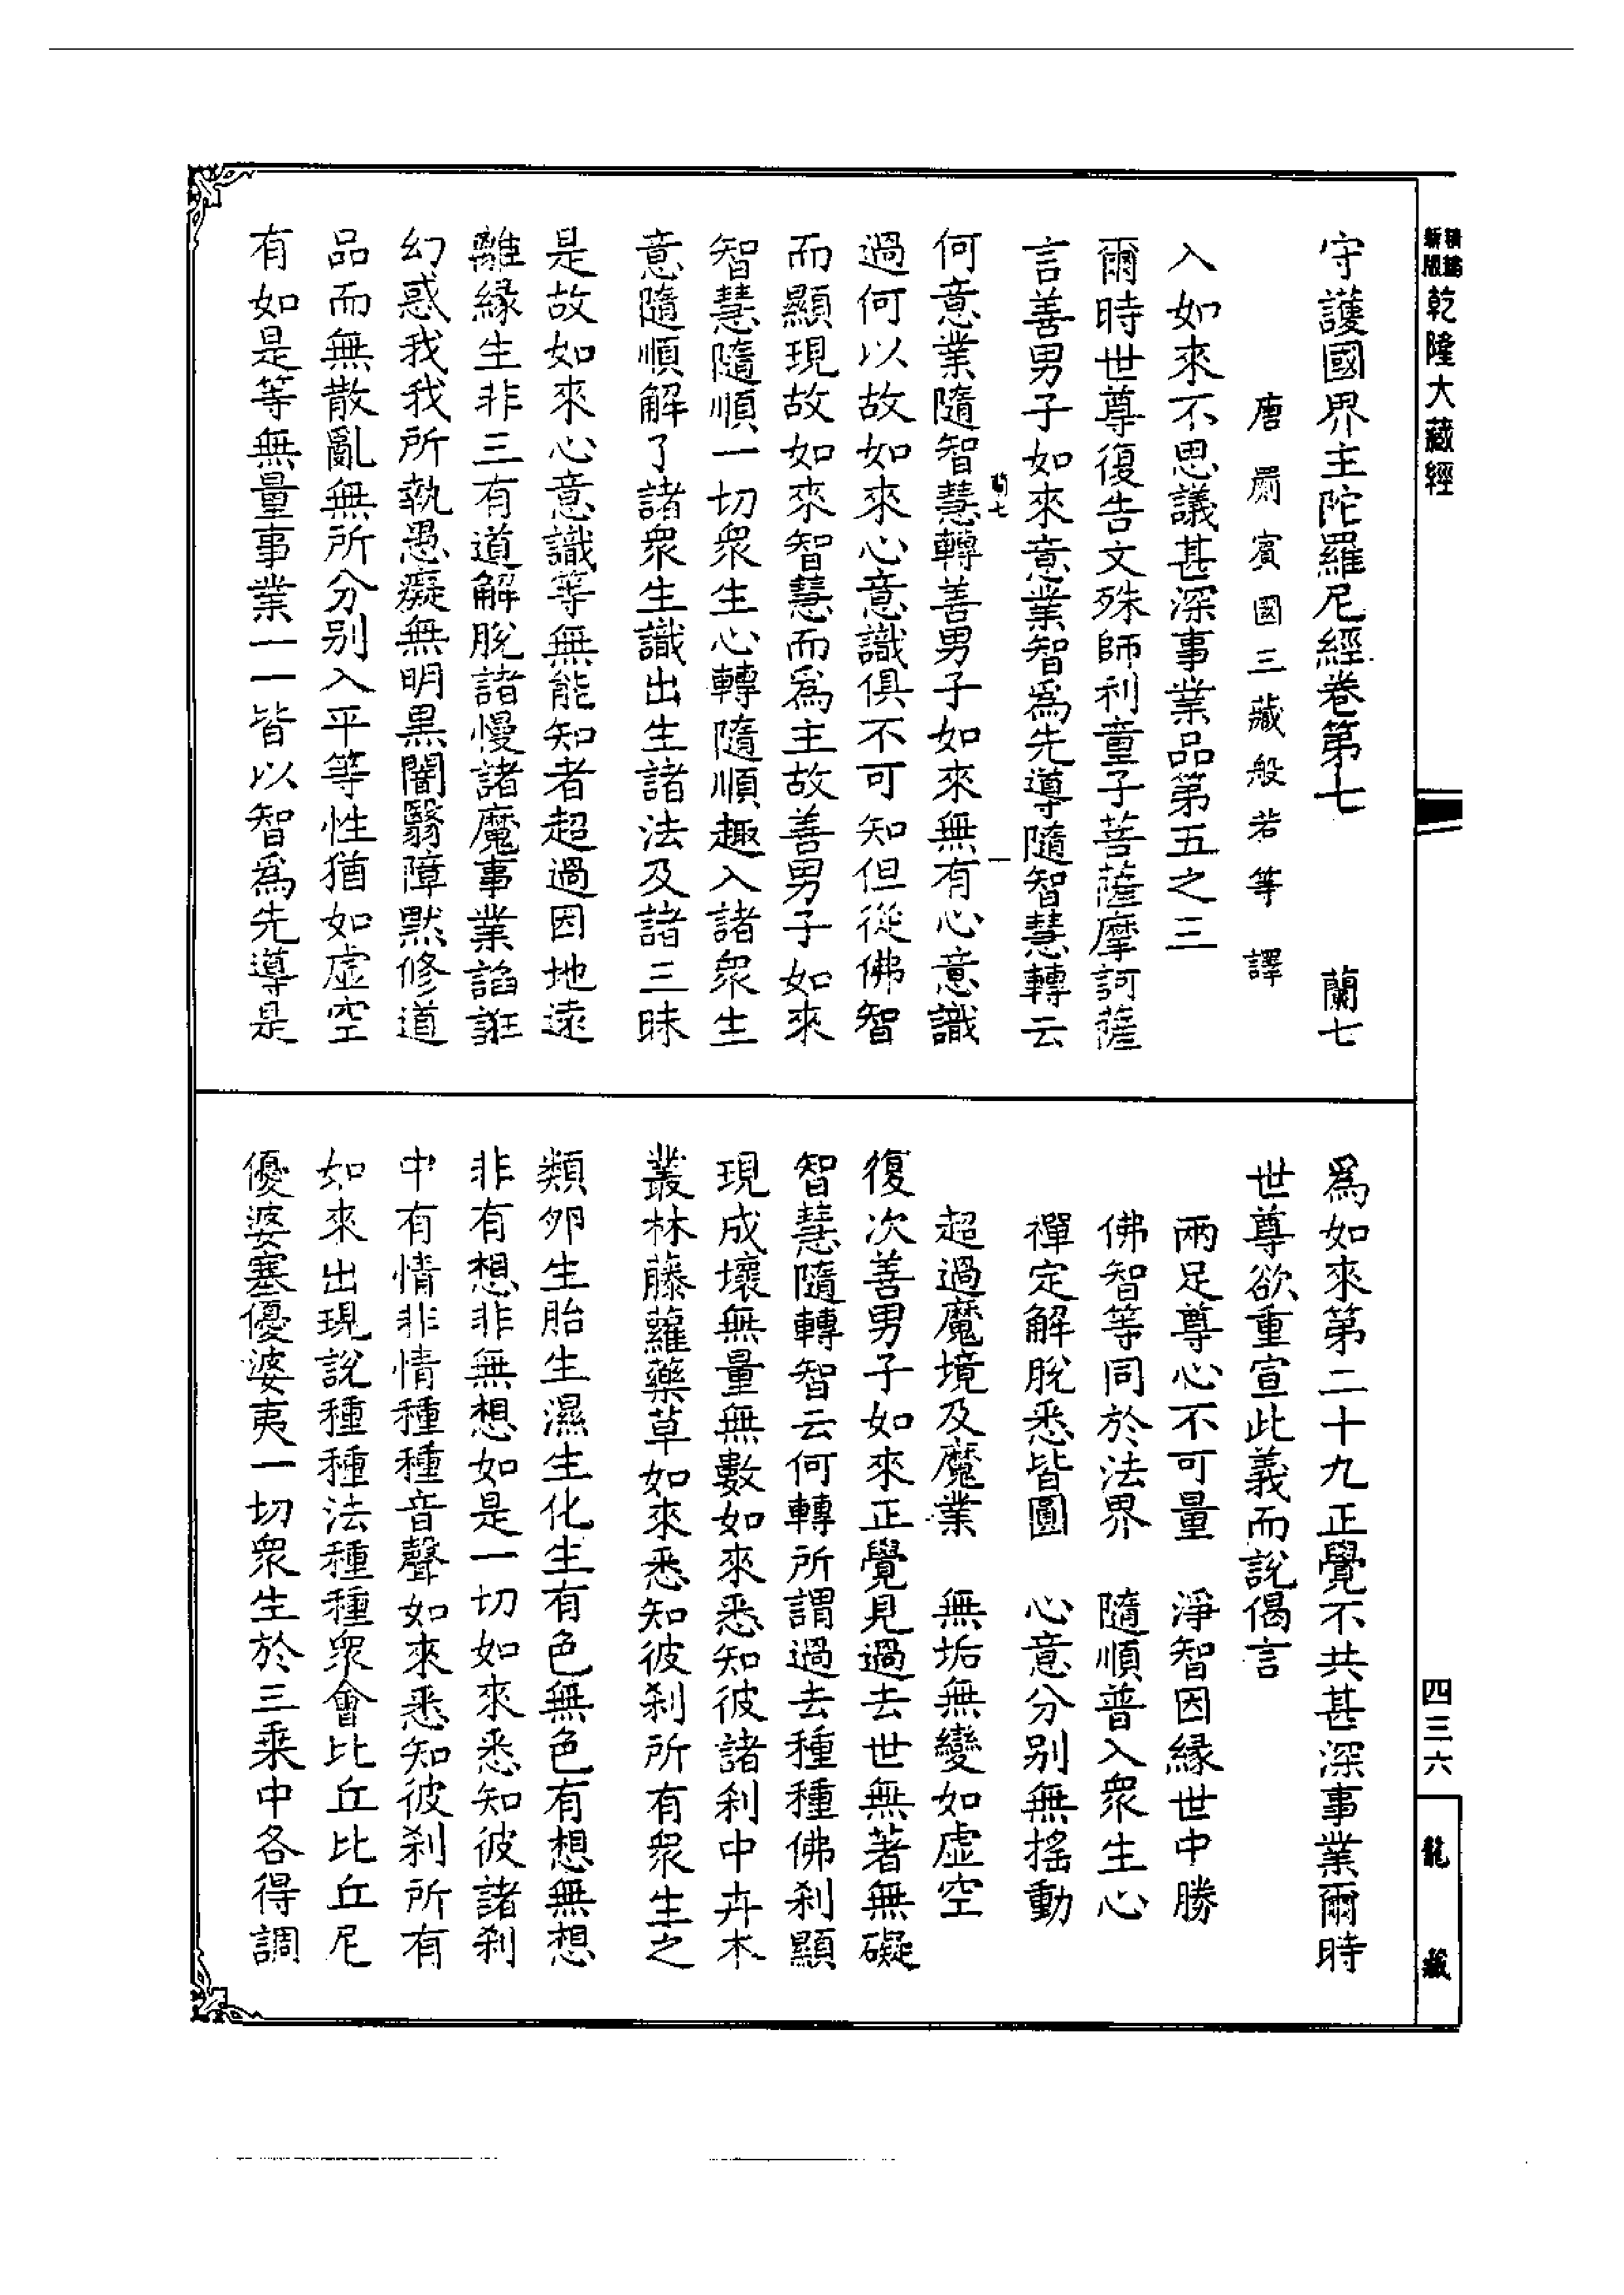 新編
縮版
乾隆大藏經
四三六
龍藏
守護國界主陀羅尼經卷第七 蘭七
唐罽賓國三藏般若等 譯
入如來不思議甚深事業品第五之三
爾時世尊復告文殊師利童子菩薩摩訶薩
言善男子如來意業智為先導隨智慧轉云
蘭七 一
何意業隨智慧轉善男子如來無有心意識
過何以故如來心意識俱不可知但從佛智
而顯現故如來智慧而為主故善男子如來
智慧隨順一切衆生心轉隨順趣入諸衆生
意隨順解了諸衆生識出生諸法及諸三昧
是故如來心意識等無能知者超過因地遠
離緣生非三有道解脫諸慢諸魔事業諂誑
幻惑我我所執愚癡無明黑闇翳障默修道
品而無散亂無所分別入平等性猶如虛空
有如是等無量事業一一皆以智為先導是
為如來第二十九正覺不共甚深事業爾時
世尊欲重宣此義而說偈言
兩足尊心不可量 淨智因緣世中勝
佛智等同於法界 隨順普入衆生心
禪定解脫悉皆圓 心意分別無搖動
超過魔境及魔業 無垢無變如虛空
復次善男子如來正覺見過去世無著無礙
智慧隨轉智云何轉所謂過去種種佛刹顯
現成壞無量無數如來悉知彼諸刹中卉木
叢林藤蘿藥草如來悉知彼刹所有衆生之
類卵生胎生濕生化生有色無色有想無想
非有想非無想如是一切如來悉知彼諸刹
中有情非情種種音聲如來悉知彼刹所有
如來出現說種種法種種衆會比丘比丘尼
優婆塞優婆夷一切衆生於三乘中各得調